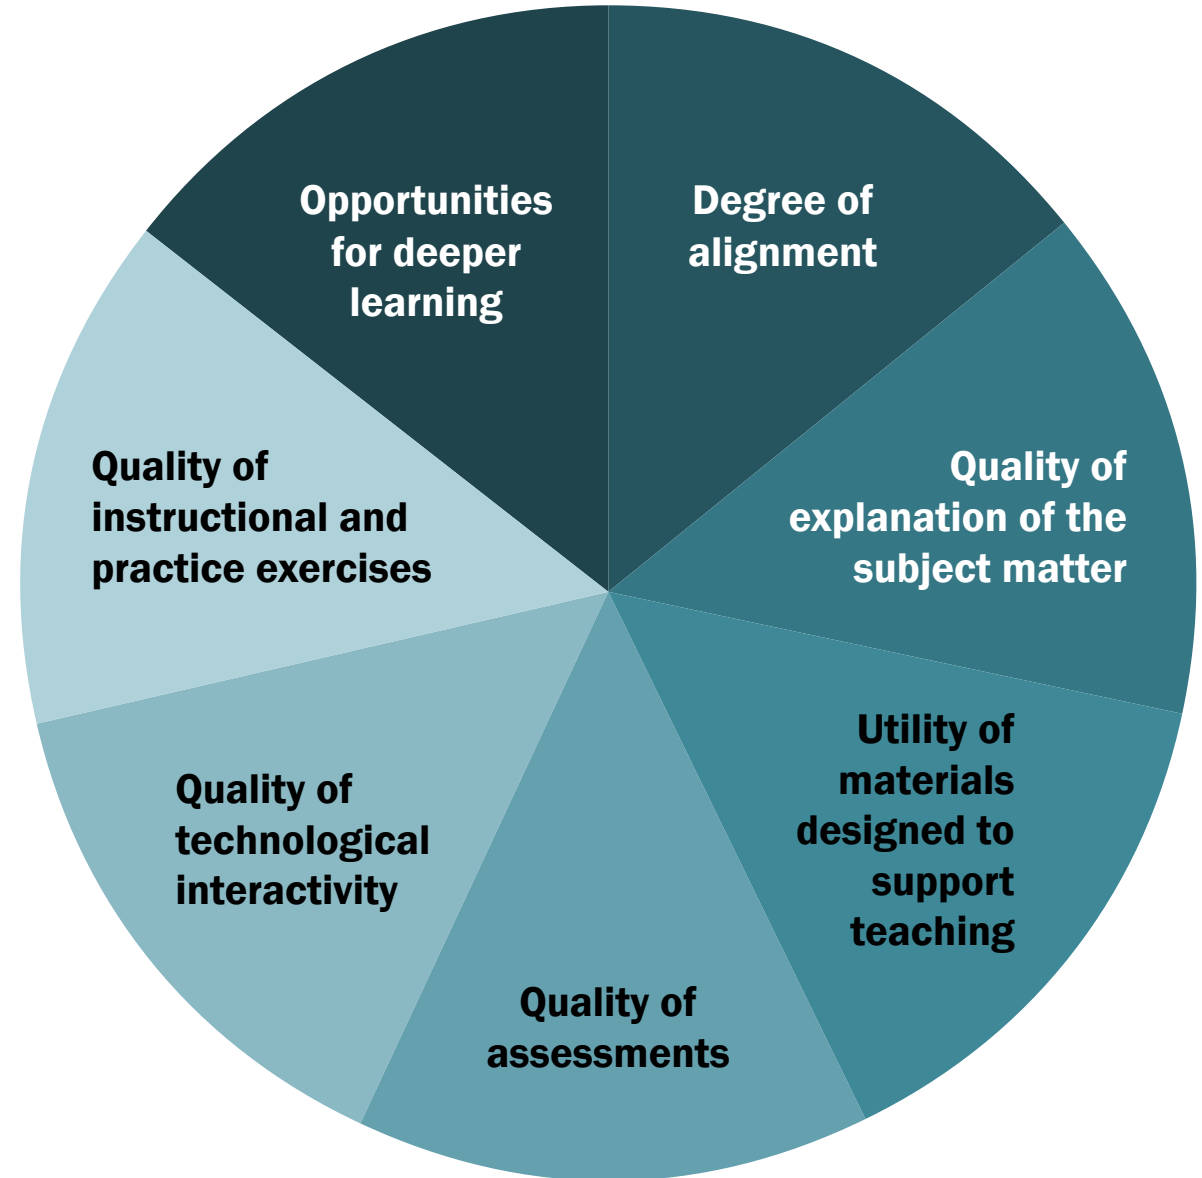 Opportunities
for deeper
learning
Degree of
alignment
Quality of
explanation of the
subject matter
Utility of
materials
designed to
support
teaching
Quality of
assessments
Quality of
technological
interactivity
Quality of
instructional and
practice exercises